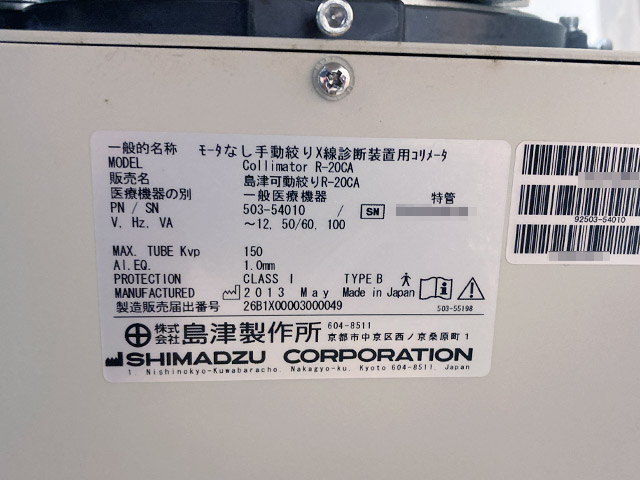 一般的名称 モータなし手動絞りX線診断装置用コリメータ
MODEL Collimator R-20CA
販売名 島津可動絞りR-20CA
医療機器の別 一般医療機器 特管
PN / SN 503-54010 / SN
V, Hz, VA ～12, 50/60, 100
MAX. TUBE Kvp 150
Al.EQ. 1.0mm
PROTECTION CLASS I TYPE B
MANUFACTURED 2013 May Made in Japan
製造販売届出番号 26B1X00003000049
503-55198
株式会社 島津製作所 604-8511
京都市中京区西ノ京桑原町1
SHIMADZU CORPORATION
1, Nishinokyo-Kuwabaracho, Nakagyo-ku, Kyoto 604-8511, Japan
92503-54010